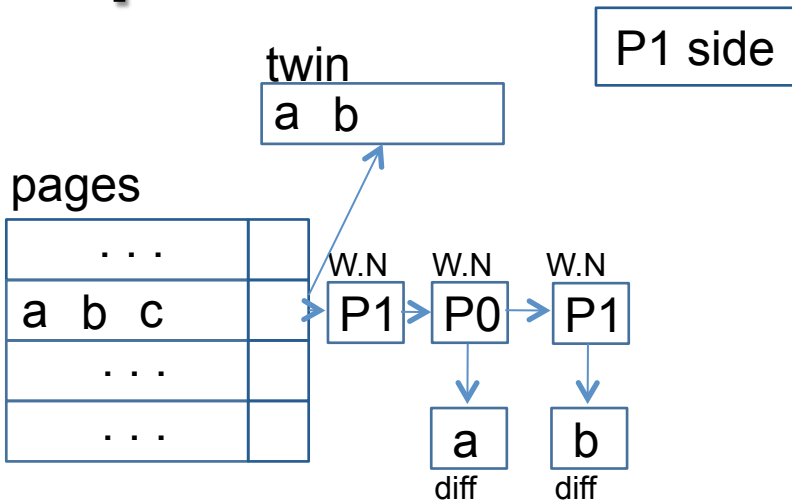 P1 side
twin
a b
pages
. . .
W.N W.N W.N
a b c P1 P0 P1
. . .
. . .
a b
diff diff